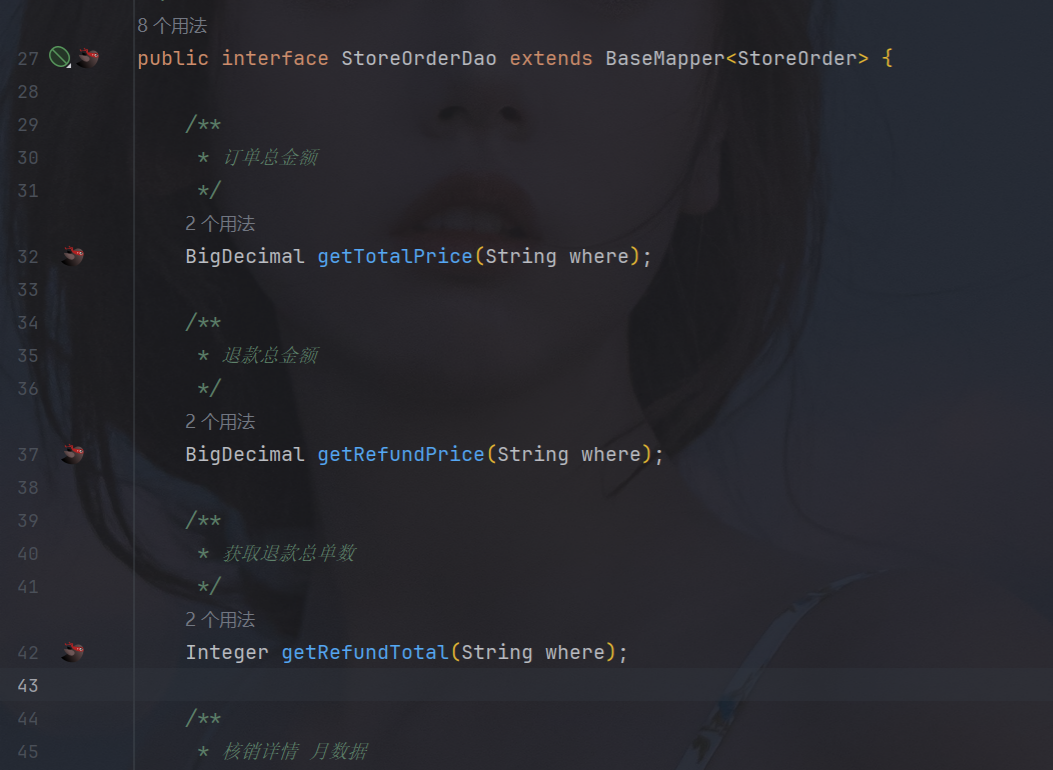 8 个用法
27 public interface StoreOrderDao extends BaseMapper<StoreOrder> {
28
29 /**
30 * 订单总金额
31 */
2 个用法
32 BigDecimal getTotalPrice(String where);
33
34 /**
35 * 退款总金额
36 */
2 个用法
37 BigDecimal getRefundPrice(String where);
38
39 /**
40 * 获取退款总单数
41 */
2 个用法
42 Integer getRefundTotal(String where);
43
44 /**
45 * 核销详情 月数据